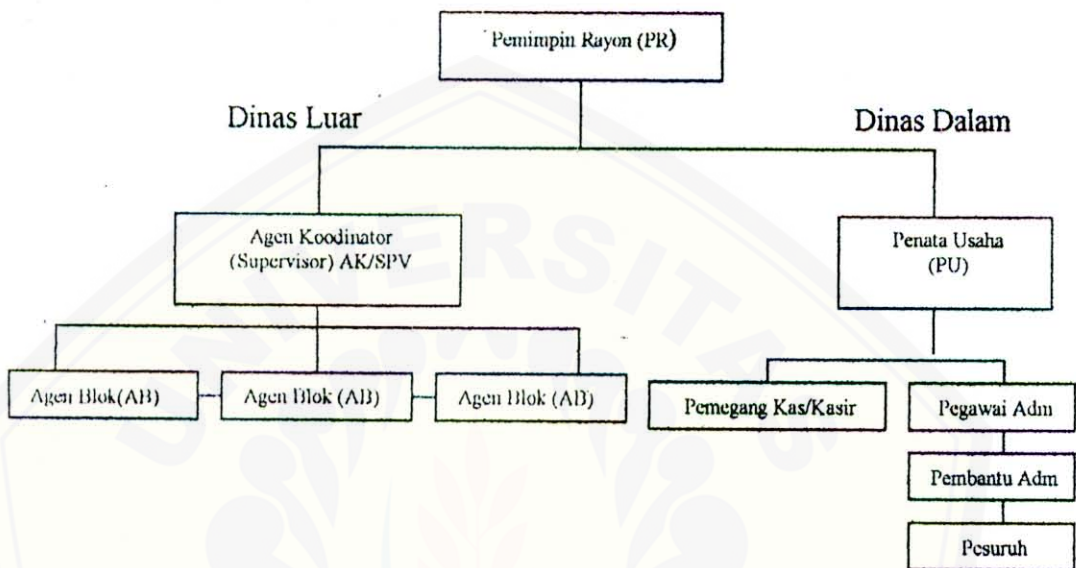 Pemimpin Rayon (PR)
Dinas Luar
Dinas Dalam
Agen Koodinator
(Supervisor) AK/SPV
Penata Usaha
(PU)
Agen Blok(AB)
Agen Blok (AB)
Agen Blok (AB)
Pemegang Kas/Kasir
Pegawai Adm
Pembantu Adm
Pesuruh
UNIVERSITAS